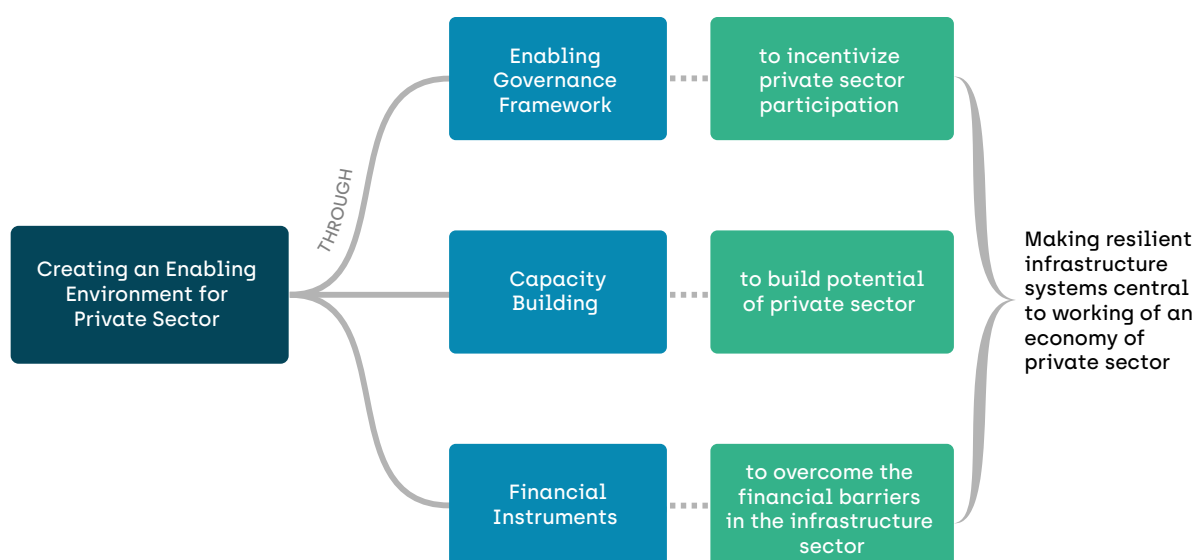 Creating an Enabling
Environment for
Private Sector
THROUGH
Enabling
Governance
Framework
to incentivize
private sector
participation
Capacity
Building
to build potential
of private sector
Financial
Instruments
to overcome the
financial barriers
in the infrastructure
sector
Making resilient
infrastructure
systems central
to working of an
economy of
private sector